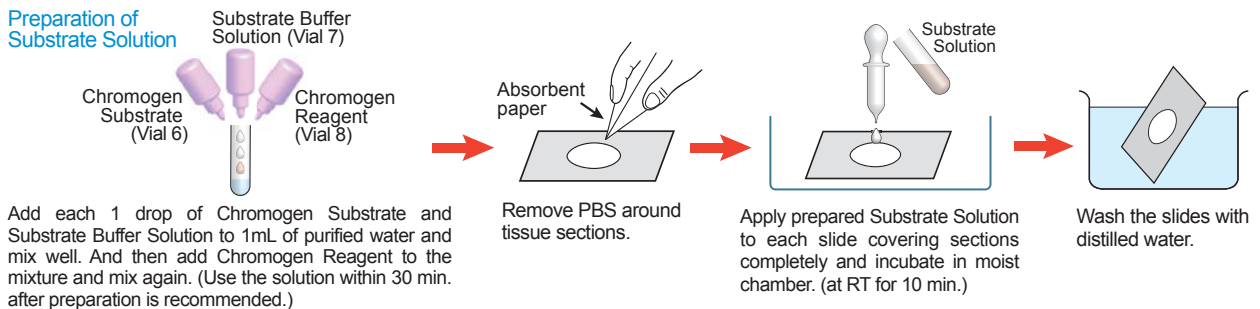 Preparation of
Substrate Solution
Substrate Buffer
Solution (Vial 7)
Chromogen
Substrate
(Vial 6)
Chromogen
Reagent
(Vial 8)
Add each 1 drop of Chromogen Substrate and
Substrate Buffer Solution to 1mL of purified water and
mix well. And then add Chromogen Reagent to the
mixture and mix again. (Use the solution within 30 min.
after preparation is recommended.)
Absorbent
paper
Remove PBS around
tissue sections.
Substrate
Solution
Apply prepared Substrate Solution
to each slide covering sections
completely and incubate in moist
chamber. (at RT for 10 min.)
Wash the slides with
distilled water.